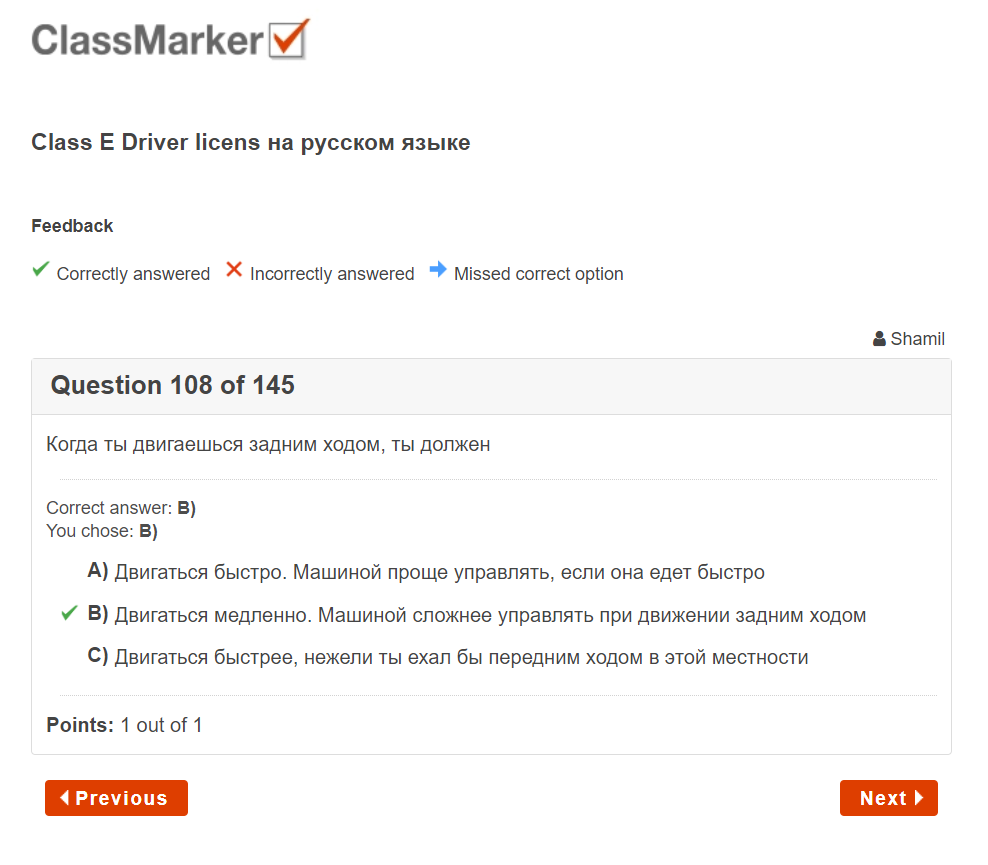 ClassMarker
Class E Driver licens на русском языке
Feedback
Correctly answered Incorrectly answered Missed correct option
Shamil
Question 108 of 145
Когда ты двигаешься задним ходом, ты должен
Correct answer: B)
You chose: B)
A) Двигаться быстро. Машиной проще управлять, если она едет быстро
B) Двигаться медленно. Машиной сложнее управлять при движении задним ходом
C) Двигаться быстрее, нежели ты ехал бы передним ходом в этой местности
Points: 1 out of 1
Previous
Next